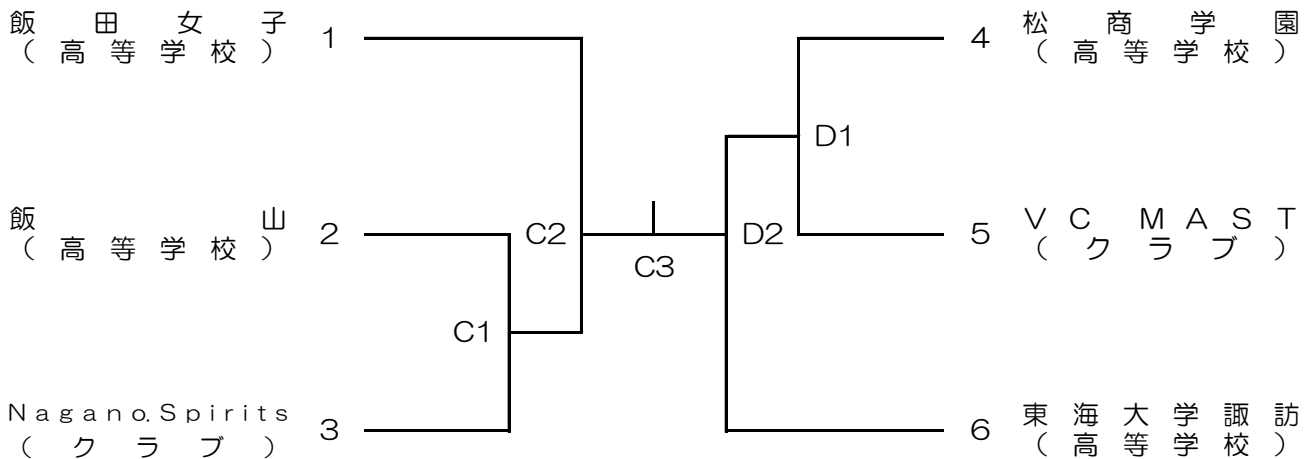 飯田女子
(高等学校)
1
飯山
(高等学校)
2
Nagano.Spirits
(クラブ)
3
C1
C2
C3
D2
D1
4
松商学園
(高等学校)
5
VC MAST
(クラブ)
6
東海大学諏訪
(高等学校)